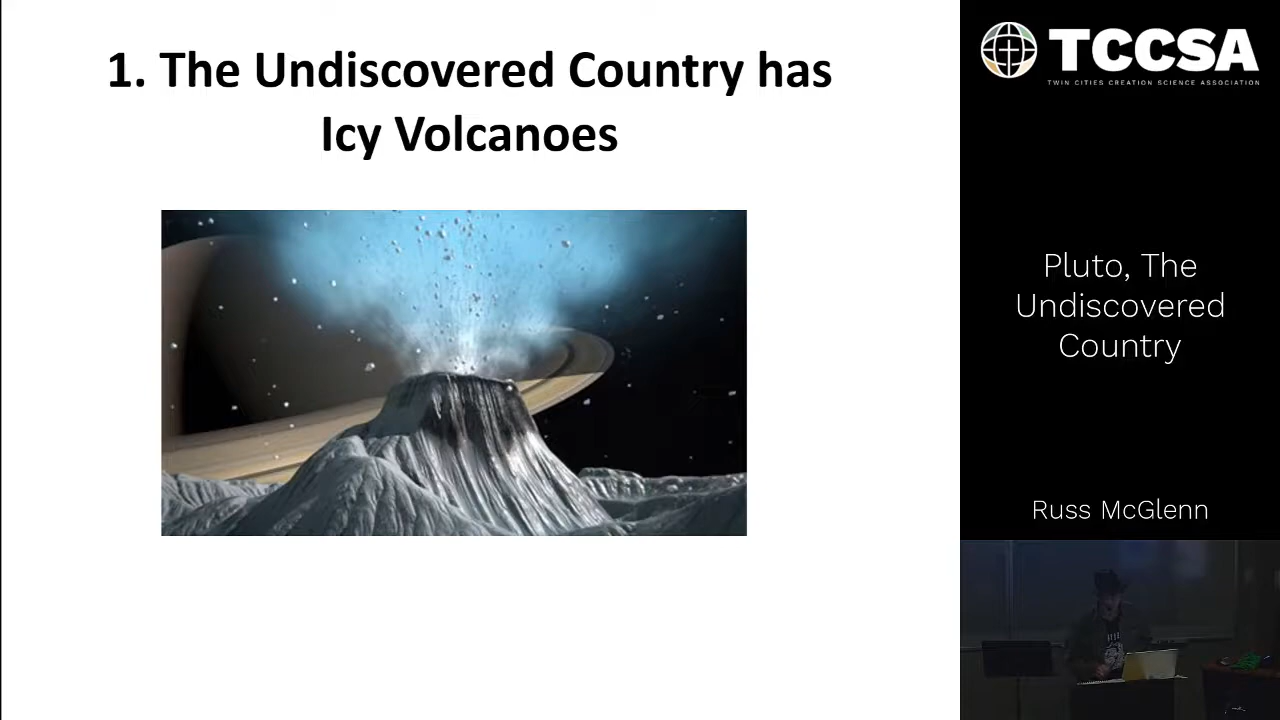 1. The Undiscovered Country has
Icy Volcanoes
TCCSA
TWIN CITIES CREATION SCIENCE ASSOCIATION
Pluto, The
Undiscovered
Country
Russ McGlenn